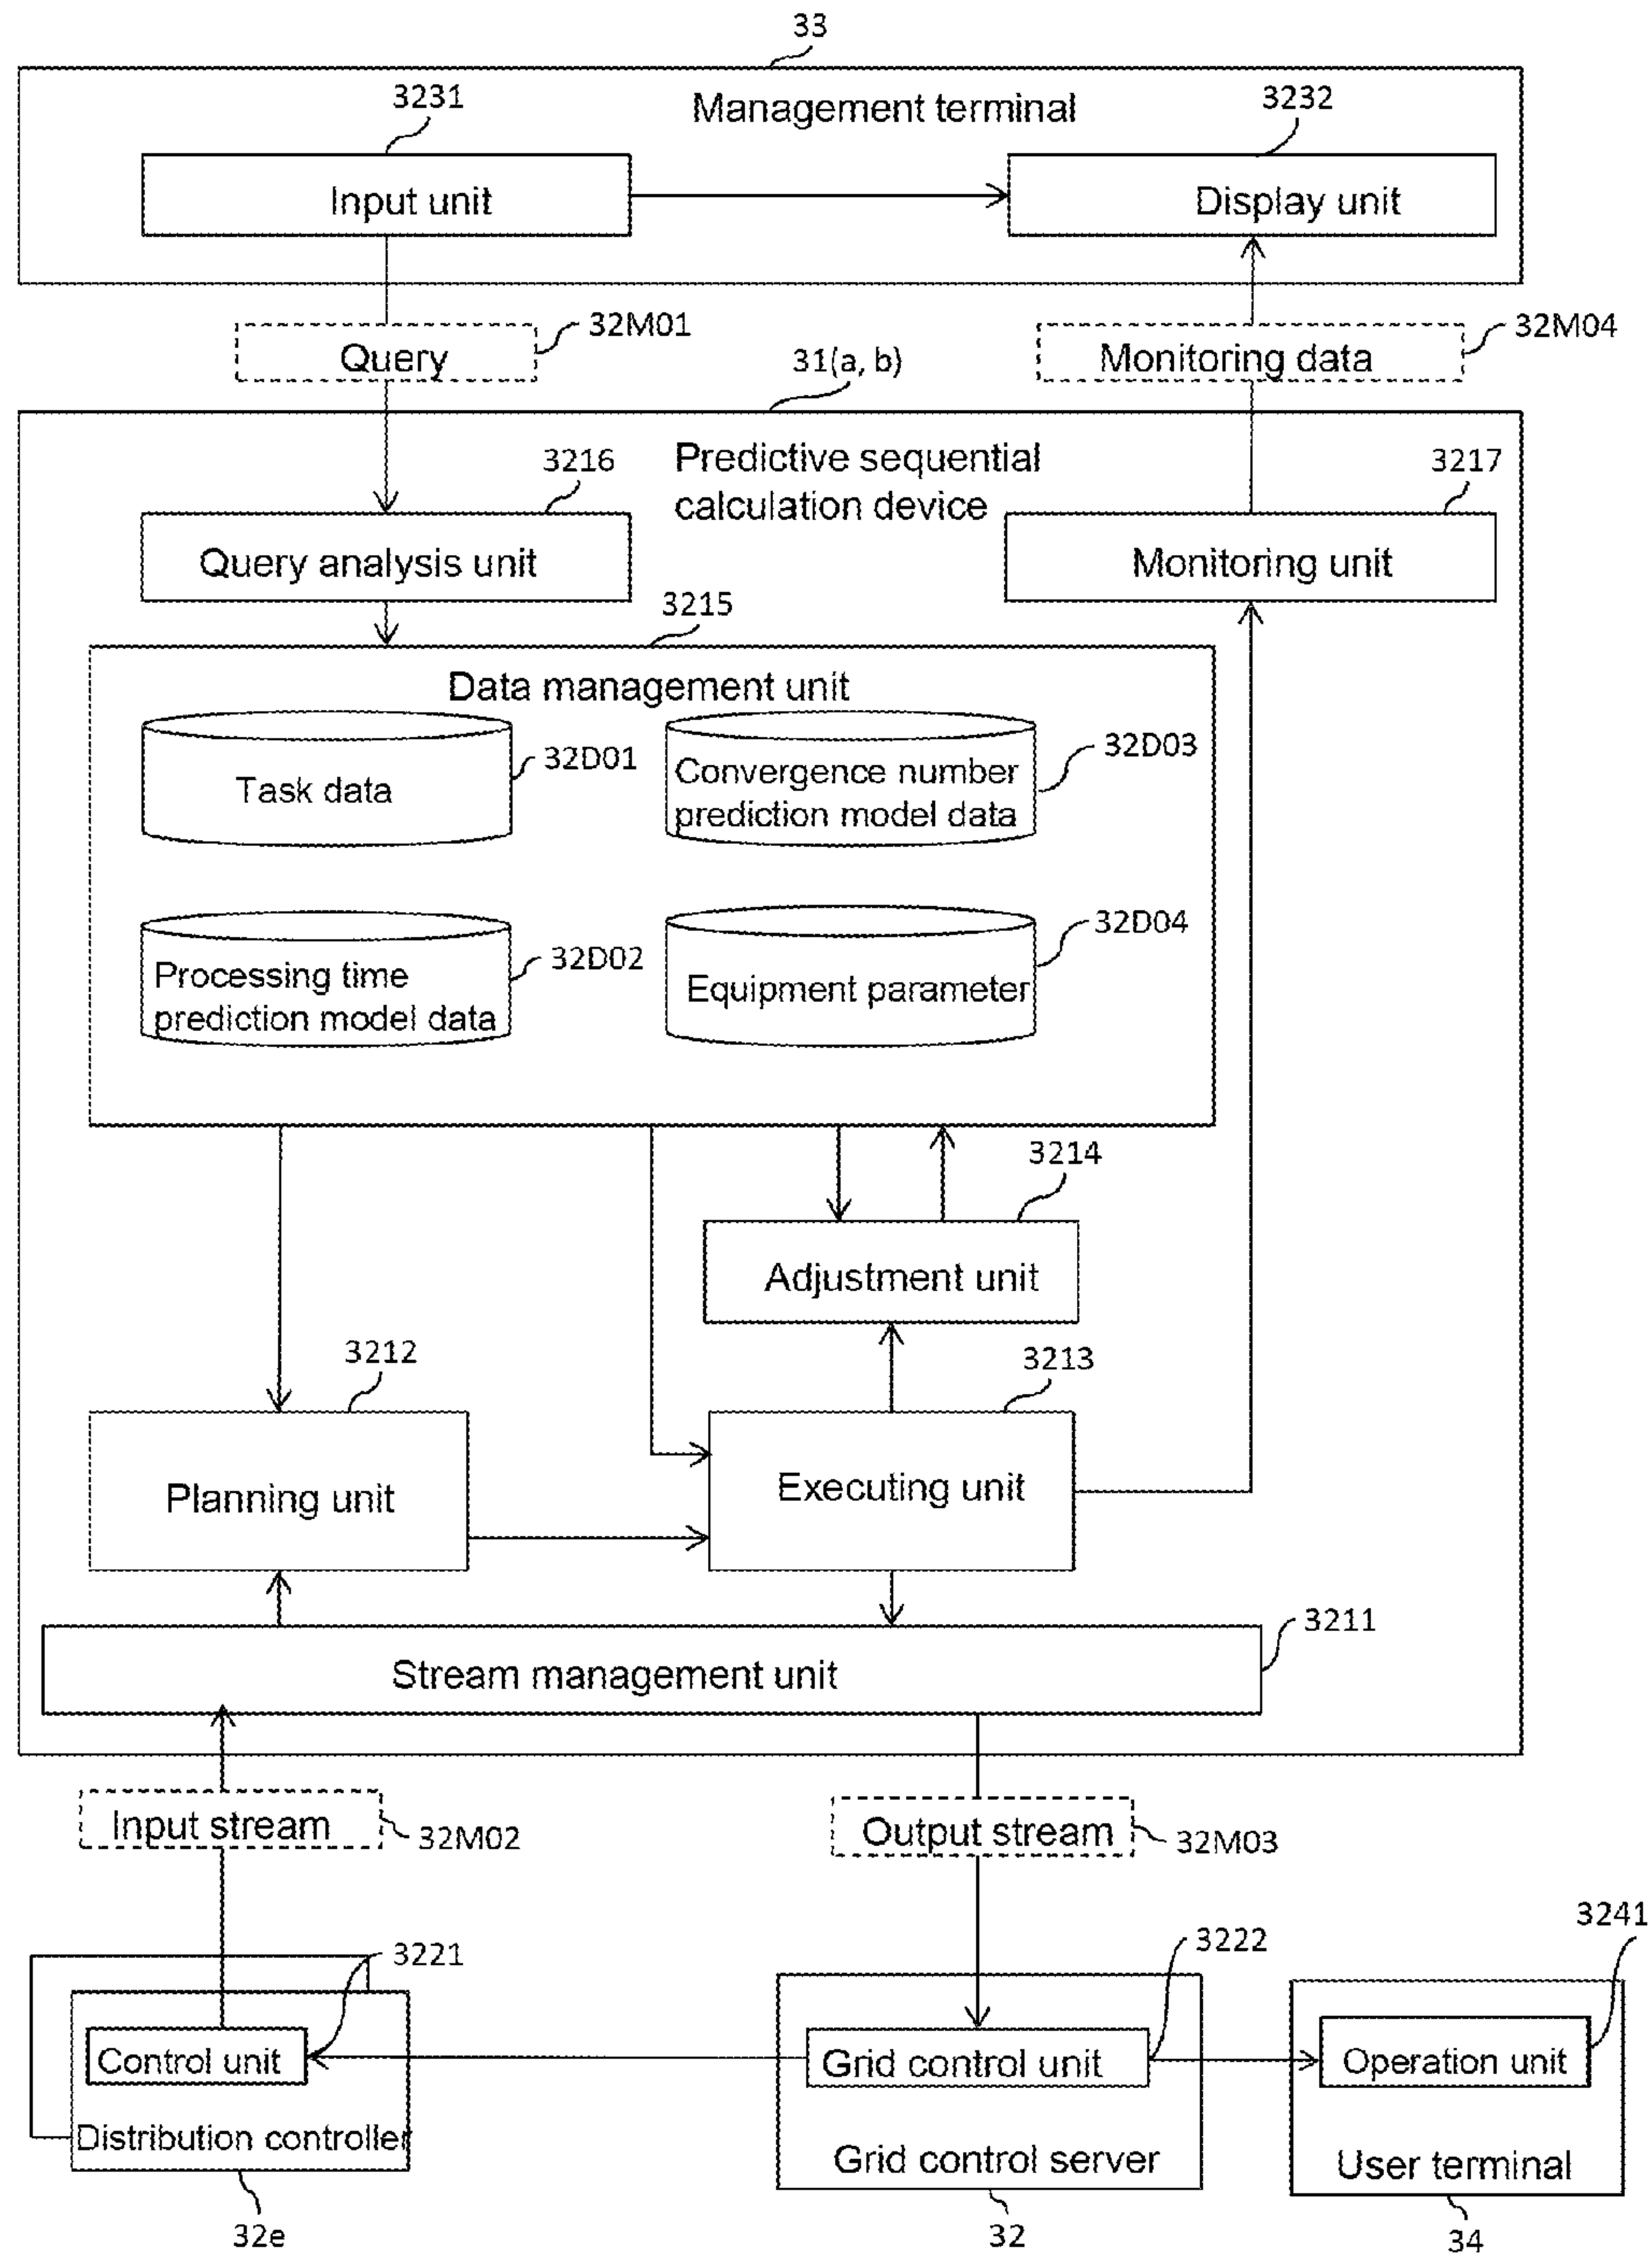 33
Management terminal
3231
3232
Input unit
Display unit
32M01
32M04
Query
Monitoring data
31(a, b)
Predictive sequential
calculation device
3216
3217
Query analysis unit
Monitoring unit
3215
Data management unit
32D01
32D03
Task data
Convergence number
prediction model data
32D02
32D04
Processing time
prediction model data
Equipment parameter
3214
Adjustment unit
3212
3213
Planning unit
Executing unit
3211
Stream management unit
Input stream
32M02
Output stream
32M03
3221
3222
3241
Control unit
Grid control unit
Operation unit
Distribution controller
Grid control server
User terminal
32e
32
34